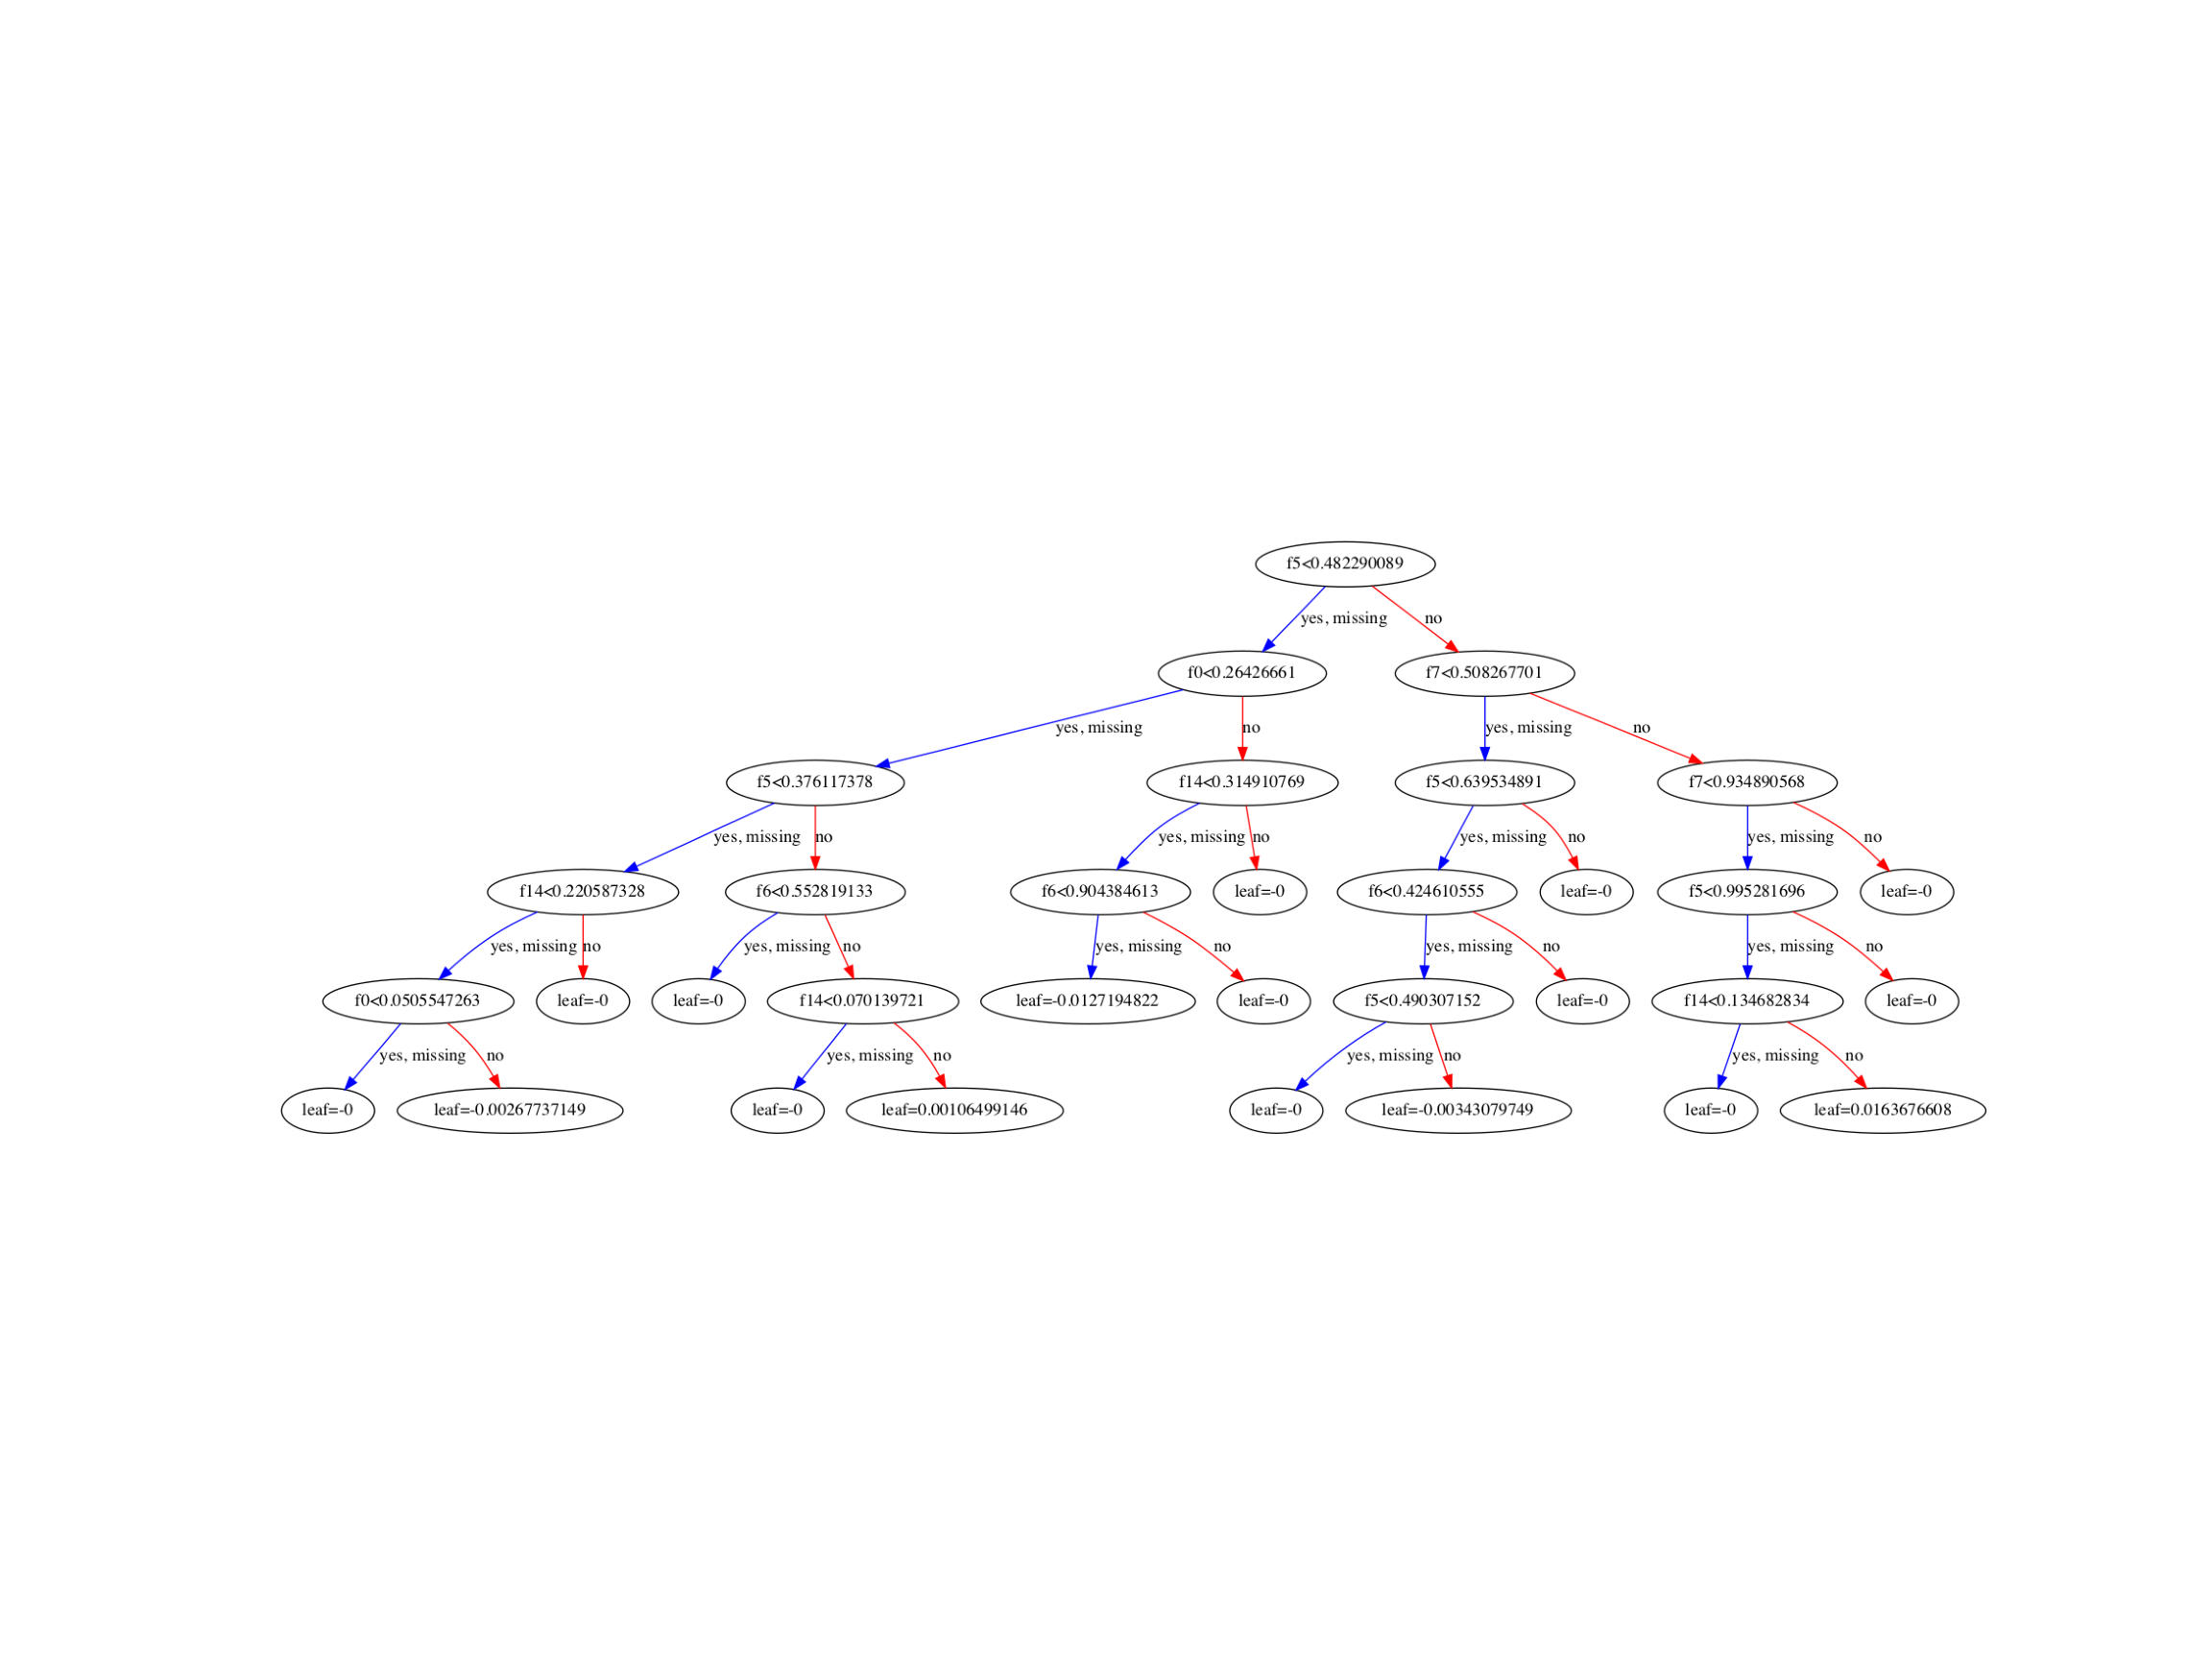 f5<0.482290089
yes, missing
no
f0<0.26426661
f7<0.508267701
yes, missing
no
yes, missing
no
f5<0.376117378
f14<0.314910769
f5<0.639534891
f7<0.934890568
yes, missing
no
yes, missing
no
yes, missing
no
yes, missing
no
f14<0.220587328
f6<0.552819133
f6<0.904384613
leaf=-0
f6<0.424610555
leaf=-0
f5<0.995281696
leaf=-0
yes, missing
no
yes, missing
no
yes, missing
no
yes, missing
no
yes, missing
no
f0<0.0505547263
leaf=-0
leaf=-0
f14<0.070139721
leaf=-0.0127194822
leaf=-0
f5<0.490307152
leaf=-0
f14<0.134682834
leaf=-0
yes, missing
no
yes, missing
no
yes, missing
no
yes, missing
no
leaf=-0
leaf=-0.00267737149
leaf=-0
leaf=0.00106499146
leaf=-0
leaf=-0.00343079749
leaf=-0
leaf=0.0163676608